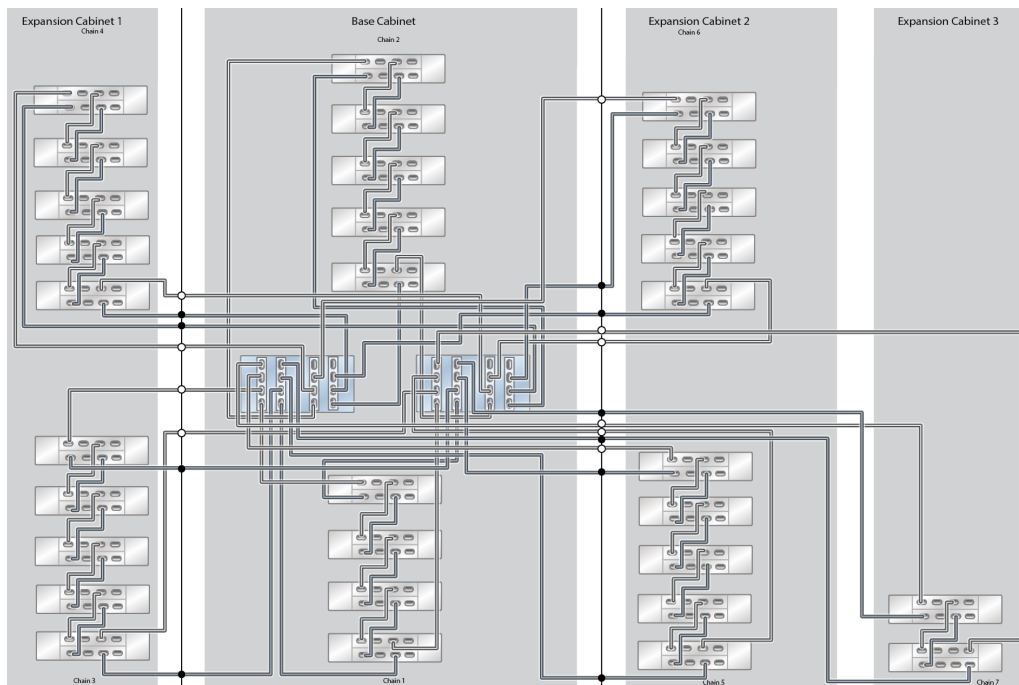 Expansion Cabinet 1
Chain 4
Base Cabinet
Chain 2
Expansion Cabinet 2
Chain 6
Expansion Cabinet 3
Chain 3
Chain 1
Chain 5
Chain 7